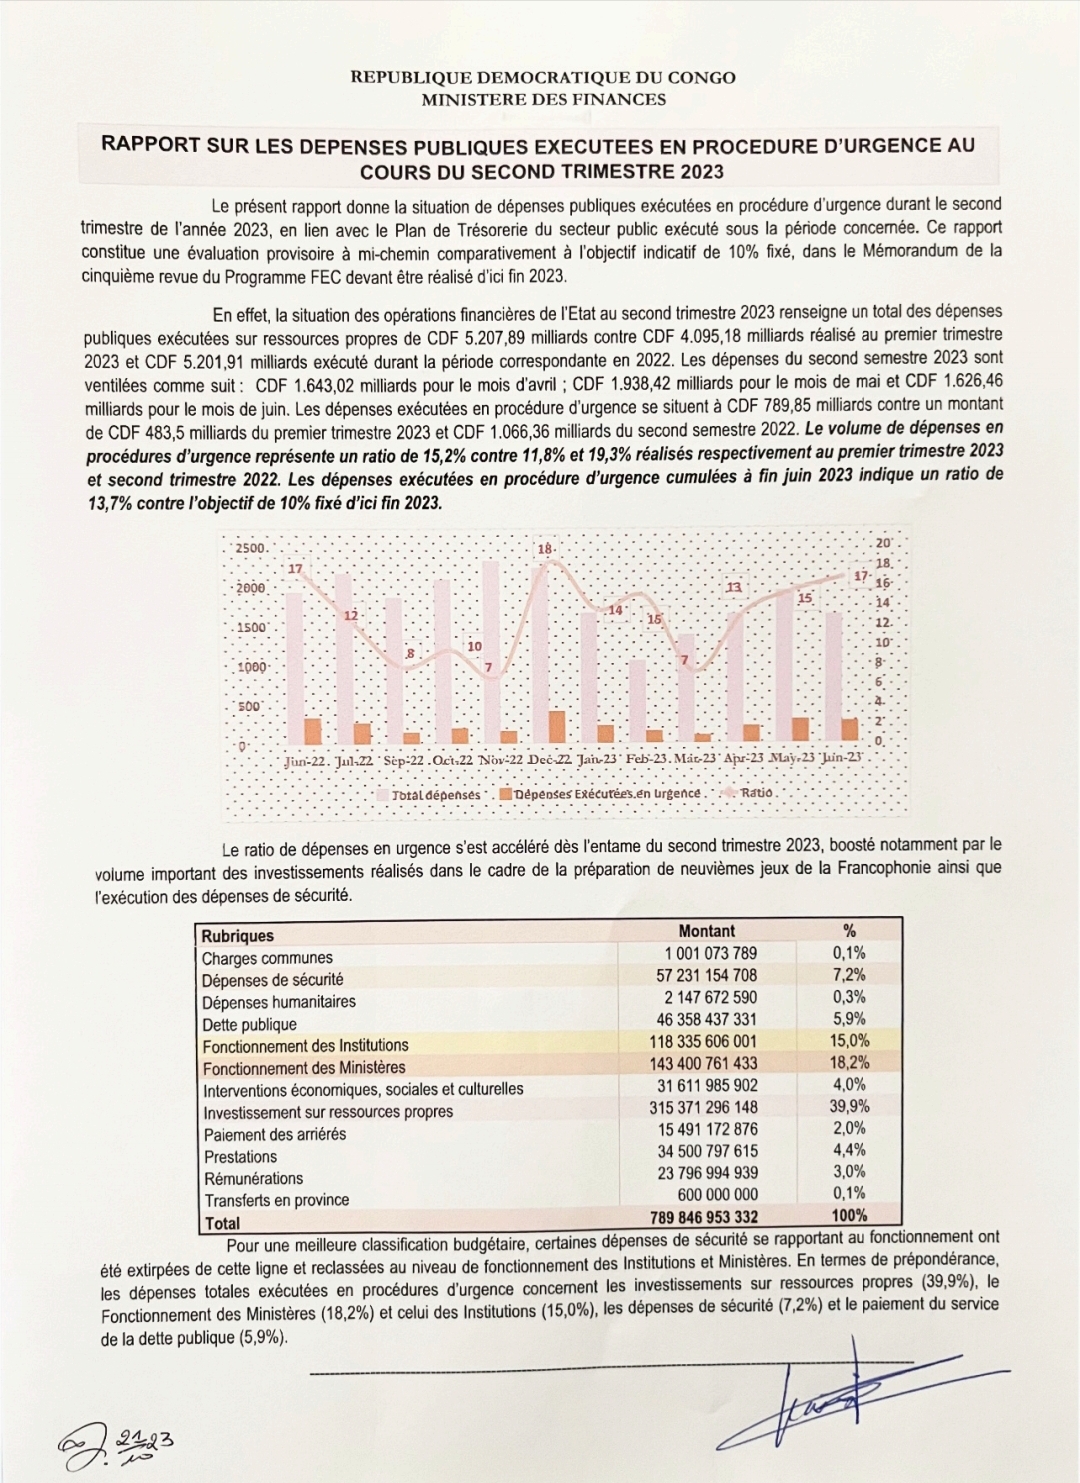 REPUBLIQUE DEMOCRATIQUE DU CONGO
MINISTERE DES FINANCES
RAPPORT SUR LES DEPENSES PUBLIQUES EXECUTEES EN PROCEDURE D'URGENCE AU
COURS DU SECOND TRIMESTRE 2023
Le présent rapport donne la situation de dépenses publiques exécutées en procédure d'urgence durant le second
trimestre de l'année 2023, en lien avec le Plan de Trésorerie du secteur public exécuté sous la période concernée. Ce rapport
constitue une évaluation provisoire à mi-chemin comparativement à l'objectif indicatif de 10% fixé, dans le Mémorandum de la
cinquième revue du Programme FEC devant être réalisé d'ici fin 2023.
En effet, la situation des opérations financières de l'Etat au second trimestre 2023 renseigne un total des dépenses
publiques exécutées sur ressources propres de CDF 5.207,89 milliards contre CDF 4.095,18 milliards réalisé au premier trimestre
2023 et CDF 5.201,91 milliards exécuté durant la période correspondante en 2022. Les dépenses du second semestre 2023 sont
ventilées comme suit : CDF 1.643,02 milliards pour le mois d'avril ; CDF 1.938,42 milliards pour le mois de mai et CDF 1.626,46
milliards pour le mois de juin. Les dépenses exécutées en procédure d'urgence se situent à CDF 789,85 milliards contre un montant
de CDF 483,5 milliards du premier trimestre 2023 et CDF 1.066,36 milliards du second semestre 2022. Le volume de dépenses en
procédures d'urgence représente un ratio de 15,2% contre 11,8% et 19,3% réalisés respectivement au premier trimestre 2023
et second trimestre 2022. Les dépenses exécutées en procédure d'urgence cumulées à fin juin 2023 indique un ratio de
13,7% contre l'objectif de 10% fixé d'ici fin 2023.
2500
2000
1500
1000
500
0
17
12
8
10
7
18
14
15
7
13
15
17
20
18
16
14
12
10
8
6
4
2
0
Jun-22 Jul-22 Sep-22 Oct-22 Nov-22 Dec-22 Jan-23 Feb-23 Mar-23 Apr-23 May-23 Jun-23
Total dépenses Dépenses Exécutées en urgence Ratio
Le ratio de dépenses en urgence s'est accéléré dès l'entame du second trimestre 2023, boosté notamment par le
volume important des investissements réalisés dans le cadre de la préparation de neuvièmes jeux de la Francophonie ainsi que
l'exécution des dépenses de sécurité.
Rubriques Montant %
Charges communes 1 001 073 789 0,1%
Dépenses de sécurité 57 231 154 708 7,2%
Dépenses humanitaires 2 147 672 590 0,3%
Dette publique 46 358 437 331 5,9%
Fonctionnement des Institutions 118 335 606 001 15,0%
Fonctionnement des Ministères 143 400 761 433 18,2%
Interventions économiques, sociales et culturelles 31 611 985 902 4,0%
Investissement sur ressources propres 315 371 296 148 39,9%
Paiement des arriérés 15 491 172 876 2,0%
Prestations 34 500 797 615 4,4%
Rémunérations 23 796 994 939 3,0%
Transferts en province 600 000 000 0,1%
Total 789 846 953 332 100%
Pour une meilleure classification budgétaire, certaines dépenses de sécurité se rapportant au fonctionnement ont
été extirpées de cette ligne et reclassées au niveau de fonctionnement des Institutions et Ministères. En termes de prépondérance,
les dépenses totales exécutées en procédures d'urgence concernent les investissements sur ressources propres (39,9%), le
Fonctionnement des Ministères (18,2%) et celui des Institutions (15,0%), les dépenses de sécurité (7,2%) et le paiement du service
de la dette publique (5,9%).